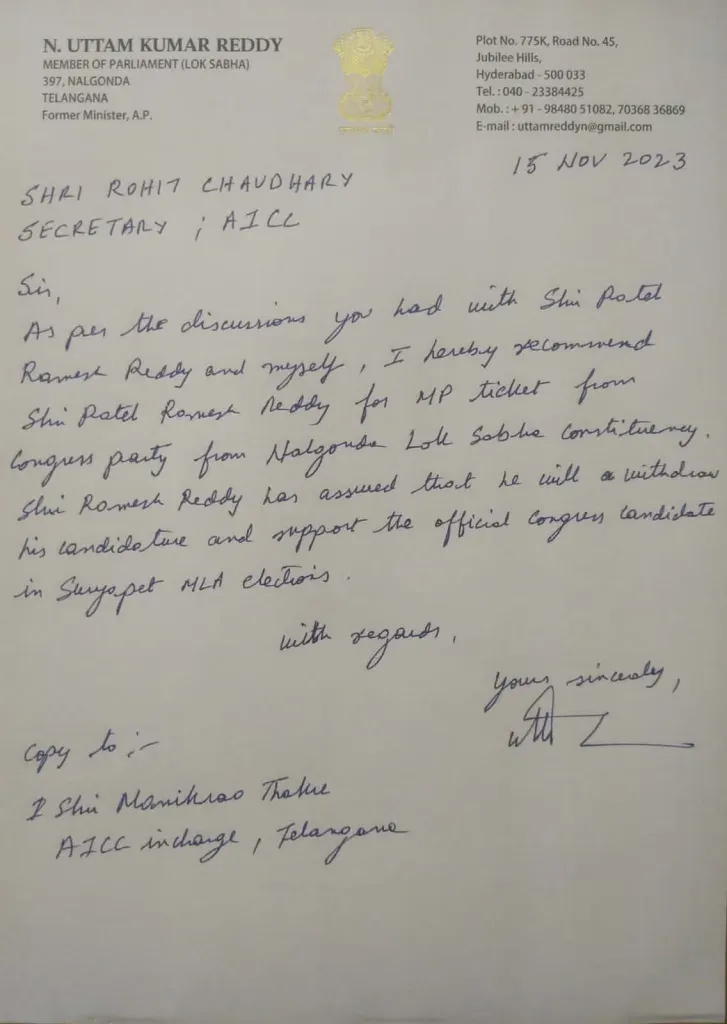 N. UTTAM KUMAR REDDY
MEMBER OF PARLIAMENT (LOK SABHA)
397, NALGONDA
TELANGANA
Former Minister, A.P.
Plot No. 775K, Road No. 45,
Jubilee Hills,
Hyderabad - 500 033
Tel. : 040 - 23384425
Mob. : + 91 - 98480 51082, 70368 36869
E-mail : uttamreddyn@gmail.com
15 NOV 2023
SHRI ROHIT CHAUDHARY
SECRETARY ; AICC
Sir,
As per the discussions you had with Shri Patel
Ramesh Reddy and myself, I hereby recommend
Shri Patel Ramesh Reddy for MP ticket from
Congress party from Nalgonda Lok Sabha Constituency.
Shri Ramesh Reddy has assured that he will a withdraw
his candidature and support the official Congress candidate
in Suryapet MLA elections.
with regards,
Yours sincerely,
Copy to :-
1 Shri Manikrao Thakre
AICC incharge, Telangana